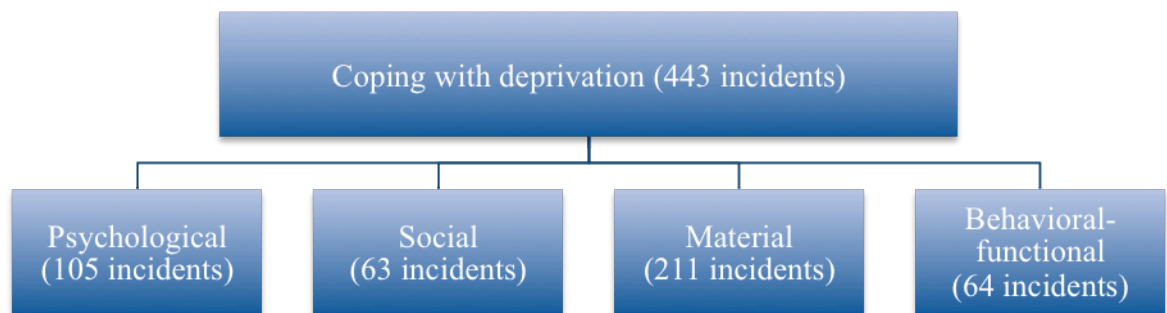 Coping with deprivation (443 incidents)
Psychological
(105 incidents)
Social
(63 incidents)
Material
(211 incidents)
Behavioral-
functional
(64 incidents)